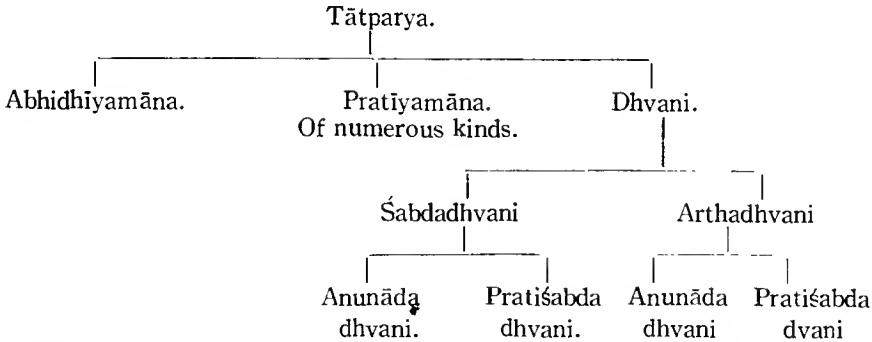 Tātparya.
Abhidhīyamāna. Pratīyamāna. Dhvani.
Of numerous kinds.
Śabdadhvani Arthadhvani
Anunāda Pratiśabda Anunāda Pratiśabda
dhvani. dhvani. dhvani dvani